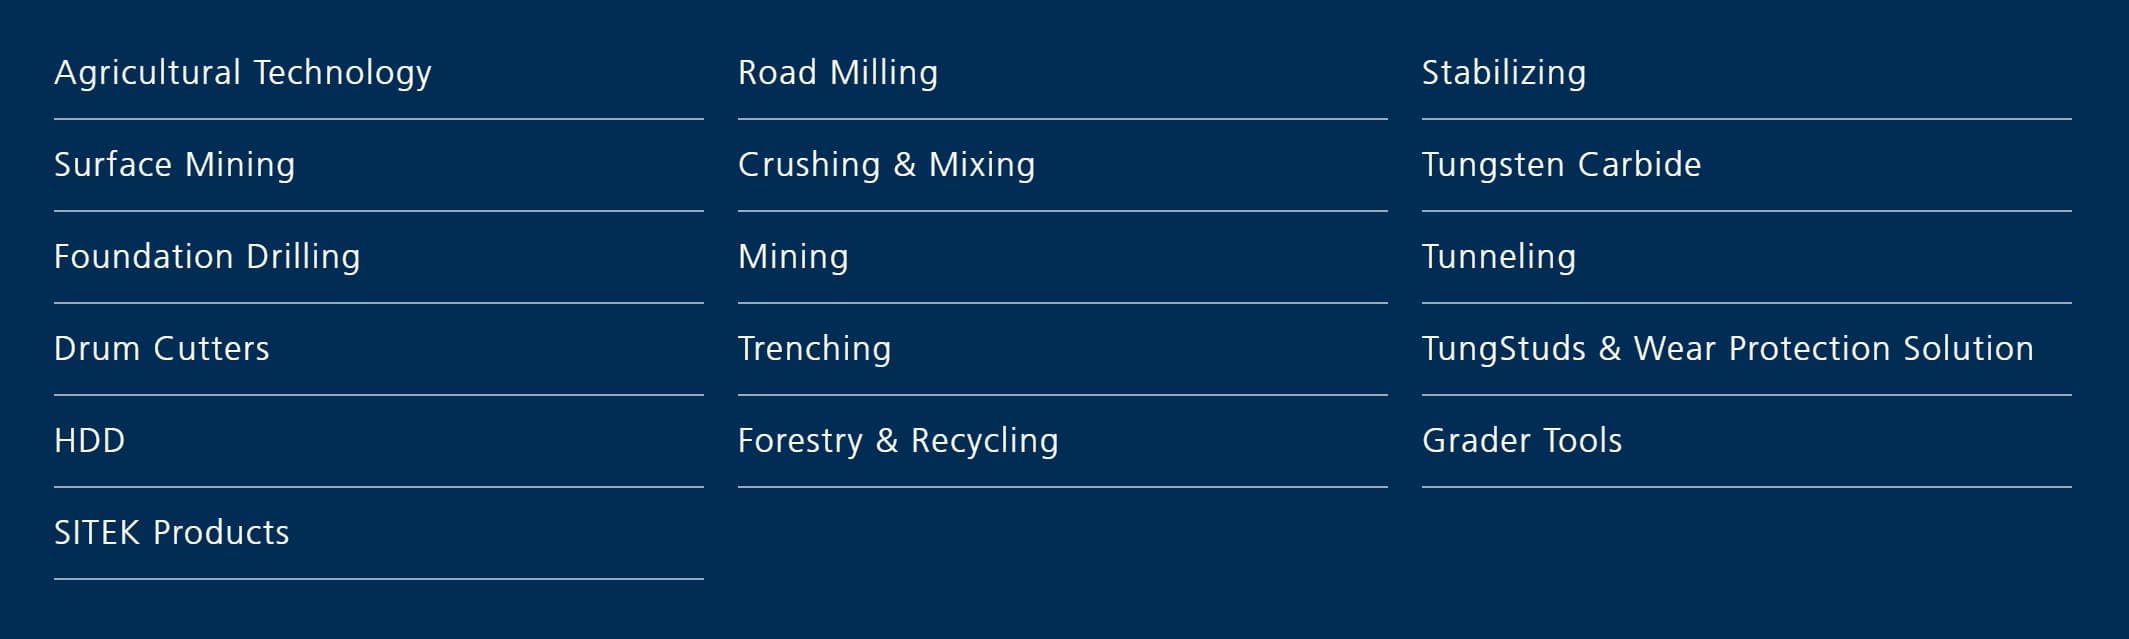 Agricultural Technology
Surface Mining
Foundation Drilling
Drum Cutters
HDD
SITEK Products
Road Milling
Crushing & Mixing
Mining
Trenching
Forestry & Recycling
Stabilizing
Tungsten Carbide
Tunneling
TungStuds & Wear Protection Solution
Grader Tools